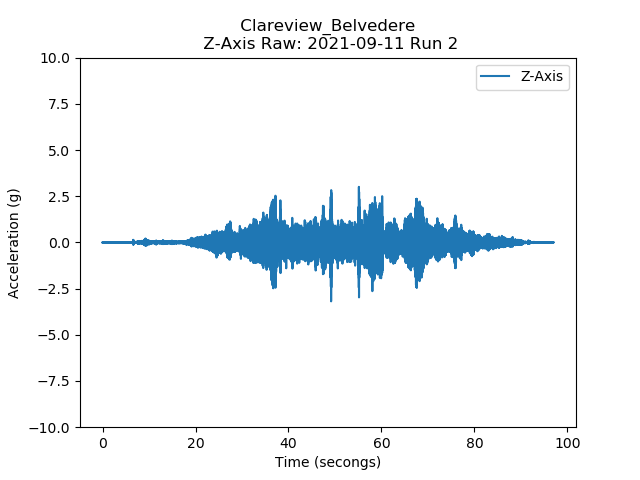 Clareview_Belvedere
Z-Axis Raw: 2021-09-11 Run 2
Z-Axis
Acceleration (g)
10.0
7.5
5.0
2.5
0.0
−2.5
−5.0
−7.5
−10.0
0 20 40 60 80 100
Time (secongs)